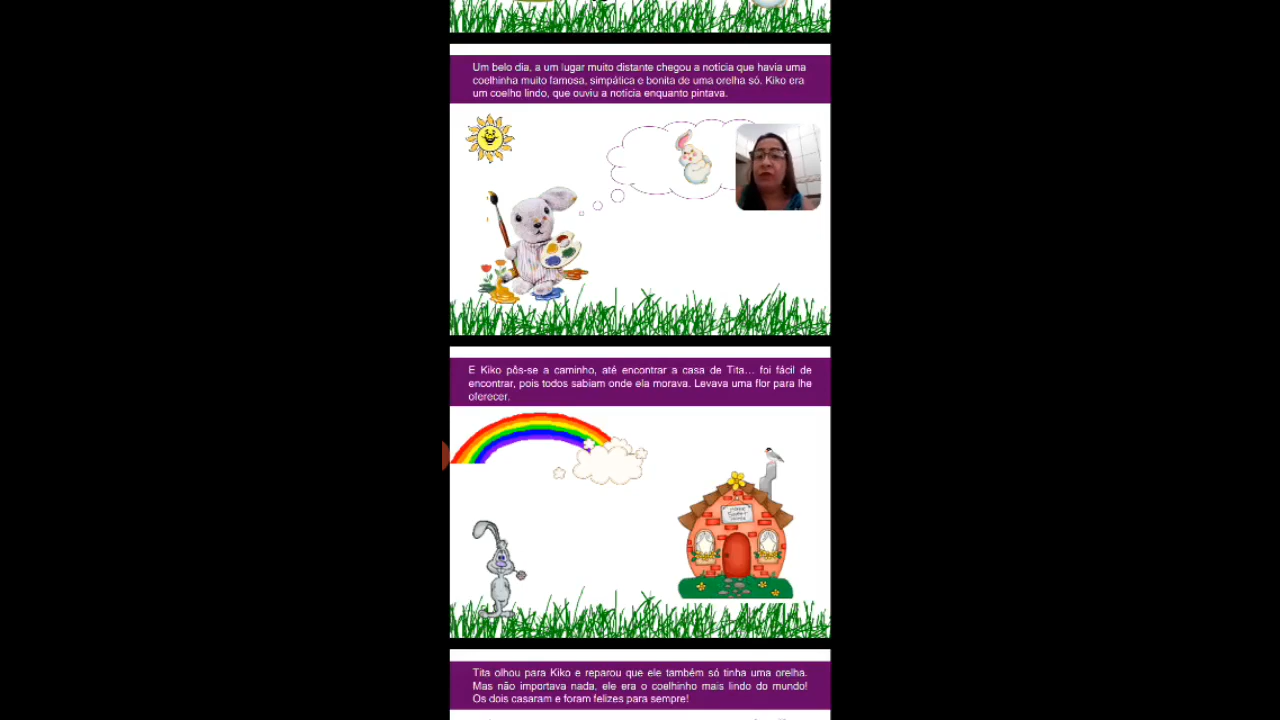 Um belo dia, a um lugar muito distante chegou a notícia que havia uma
coelhinha muito famosa, simpática e bonita de uma orelha só. Kiko era
um coelho lindo, que ouviu a notícia enquanto pintava.
E Kiko pôs-se a caminho, até encontrar a casa de Tita... foi fácil de
encontrar, pois todos sabiam onde ela morava. Levava uma flor para lhe
oferecer.
HOME
SWEET
HOME
Tita olhou para Kiko e reparou que ele também só tinha uma orelha.
Mas não importava nada, ele era o coelhinho mais lindo do mundo!
Os dois casaram e foram felizes para sempre!